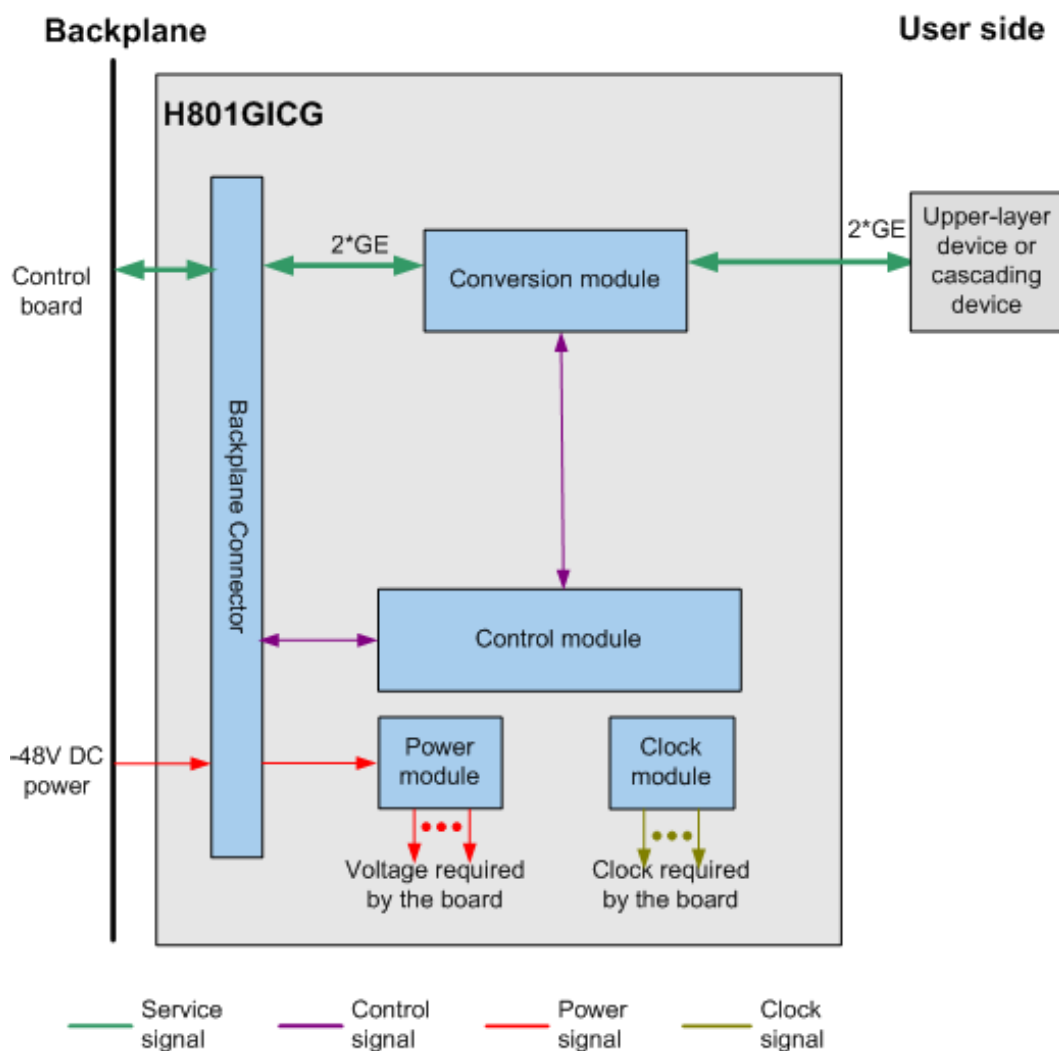 Backplane
User side
H801GICG
Control
board
2*GE
Conversion module
2*GE
Upper-layer
device or
cascading
device
Backplane Connector
Control module
-48V DC
power
Power
module
Clock
module
Voltage required
by the board
Clock required
by the board
Service
signal
Control
signal
Power
signal
Clock
signal